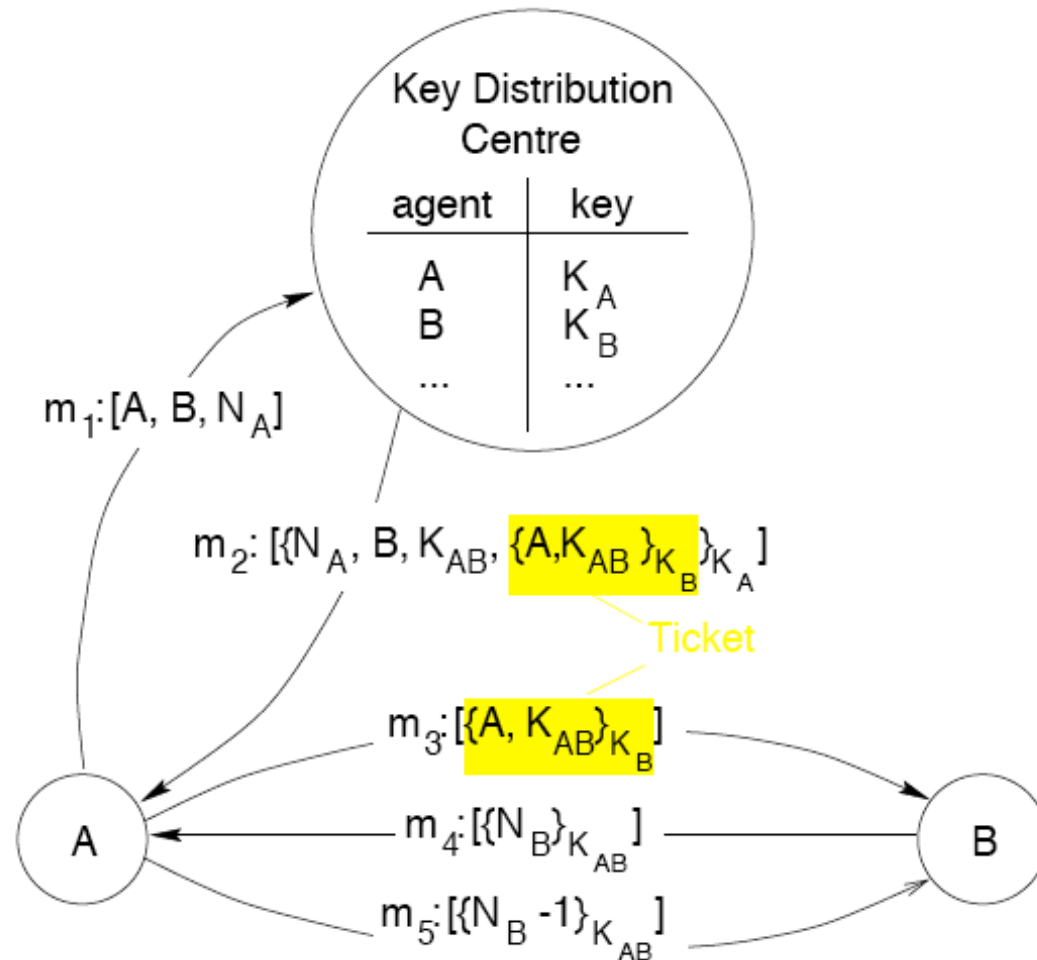 Key Distribution
Centre
agent key
A K_A
B K_B
... ...
m_1:[A, B, N_A]
m_2: [{N_A, B, K_AB, {A,K_AB }_K_B}_K_A]
Ticket
m_3:[{A, K_AB}_K_B]
A
m_4:[{N_B}_K_AB]
B
m_5:[{N_B -1}_K_AB]